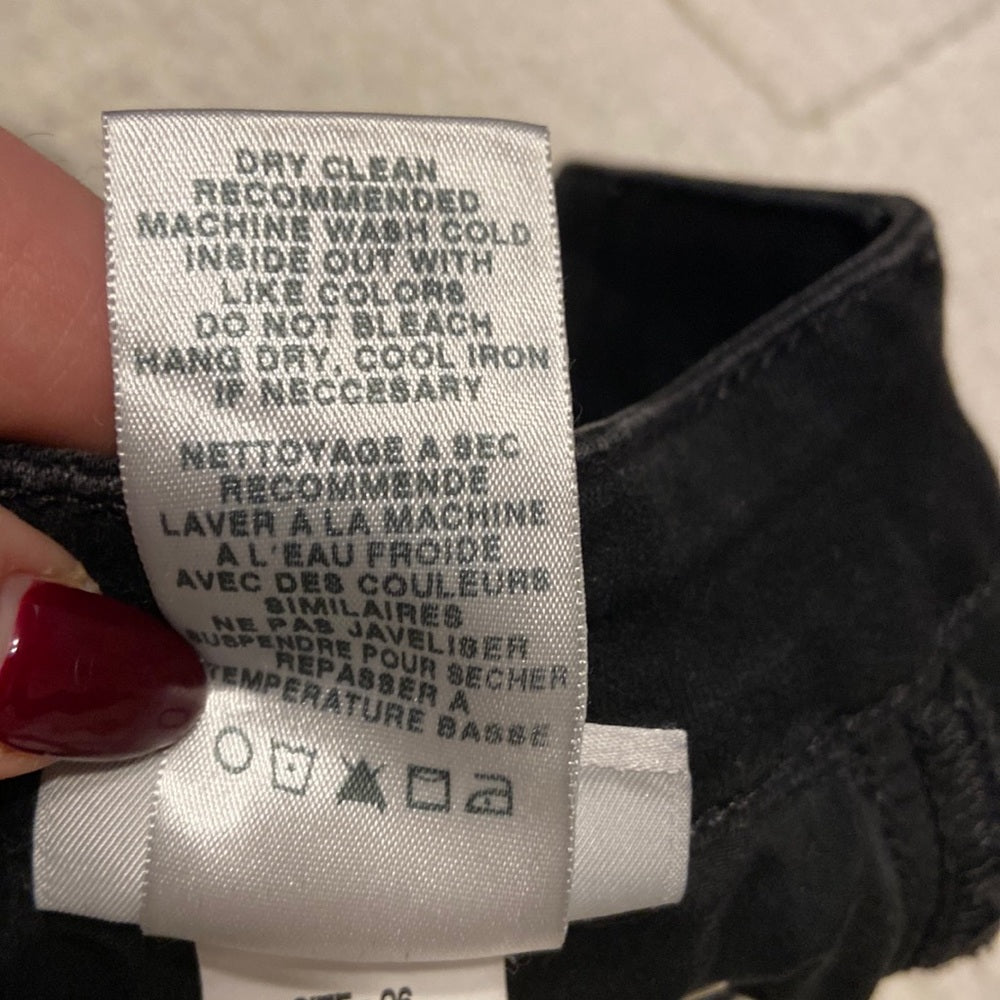 DRY CLEAN
RECOMMENDED
MACHINE WASH COLD
INSIDE OUT WITH
LIKE COLORS
DO NOT BLEACH
HANG DRY, COOL IRON
IF NECCESARY
NETTOYAGE A SEC
RECOMMENDE
LAVER A LA MACHINE
A L'EAU FROIDE
AVEC DES COULEURS
SIMILAIRES
NE PAS JAVELISER
SUSPENDRE POUR SECHER
REPASSER A
TEMPERATURE BASSE
06